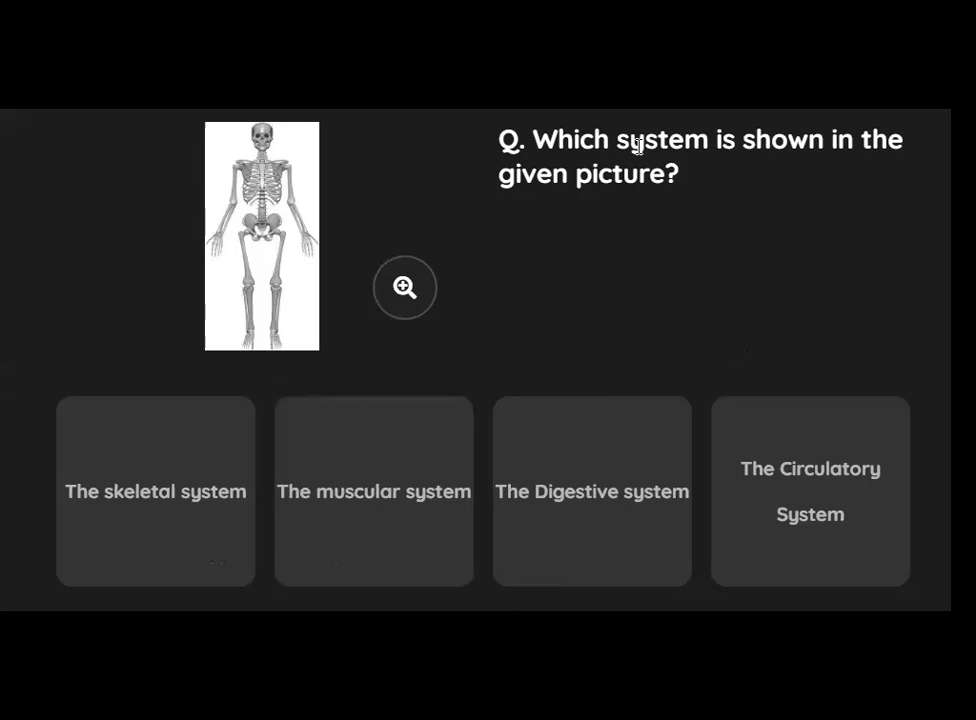 Q. Which system is shown in the
given picture?
The skeletal system
The muscular system
The Digestive system
The Circulatory
System